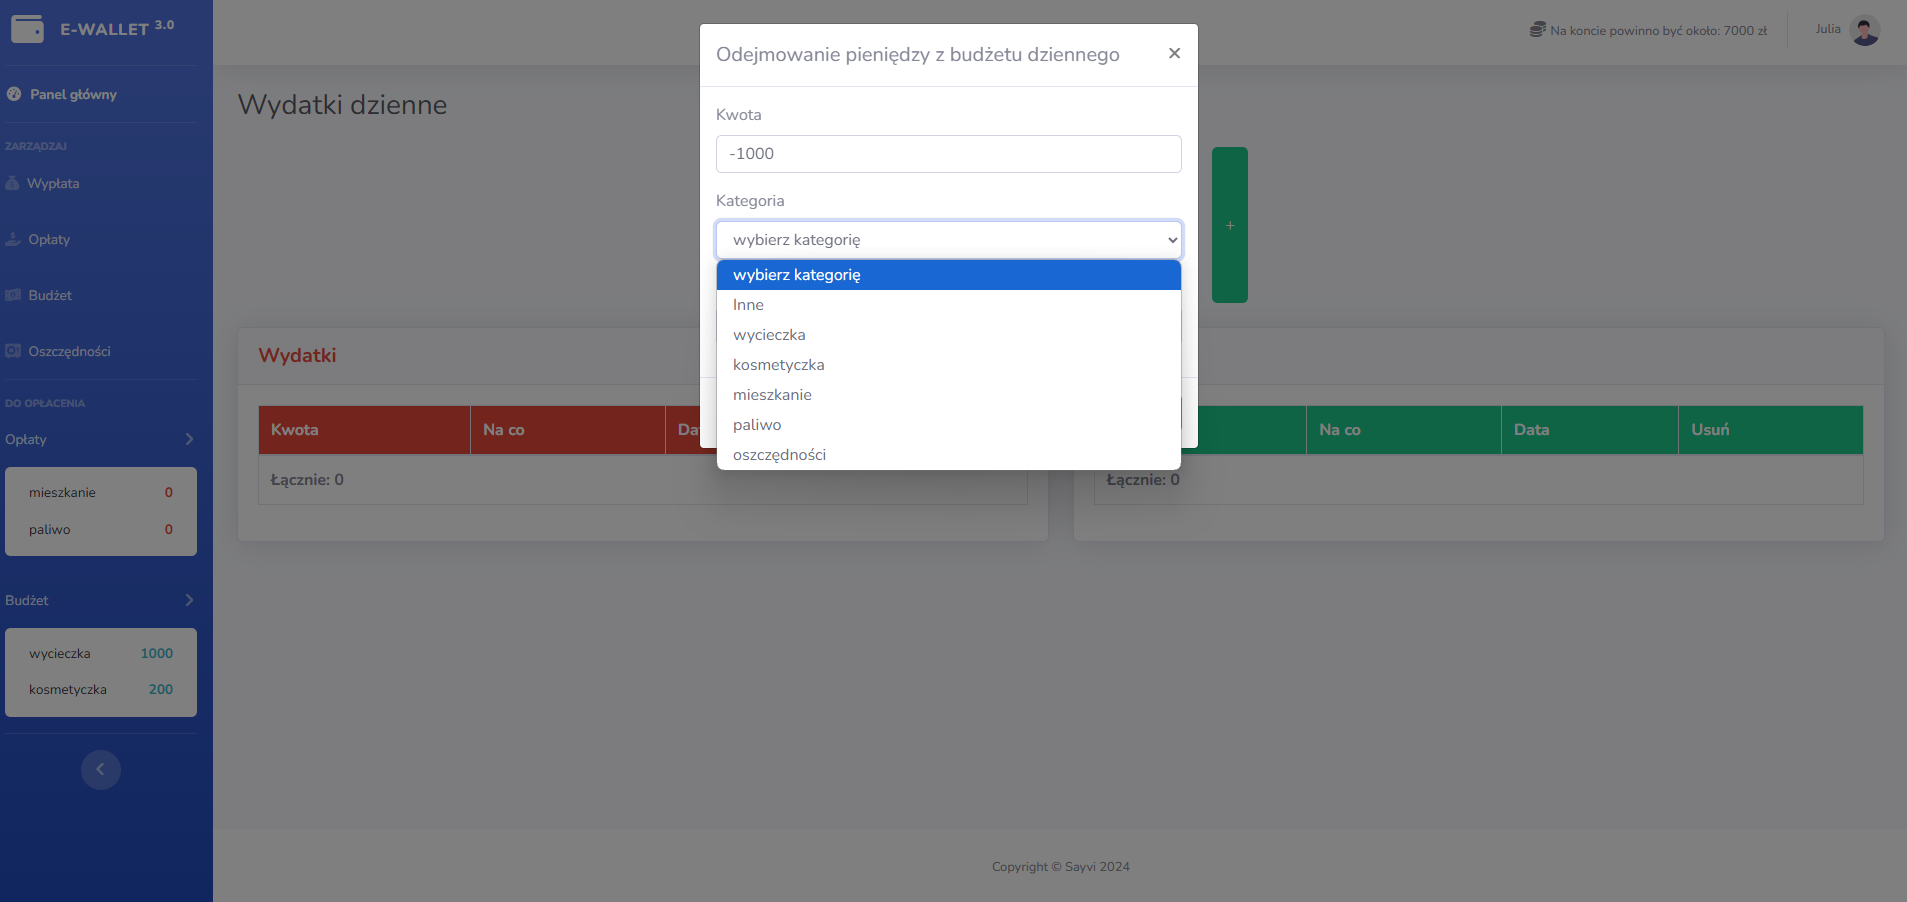 E-WALLET 3.0
Panel główny
ZARZĄDZAJ
Wypłata
Opłaty
Budżet
Oszczędności
DO OPŁACENIA
Opłaty
mieszkanie 0
paliwo 0
Budżet
wycieczka 1000
kosmetyczka 200
Na koncie powinno być około: 7000 zł
Julia
Wydatki dzienne
Odejmowanie pieniędzy z budżetu dziennego
×
Kwota
-1000
Kategoria
wybierz kategorię
wybierz kategorię
Inne
wycieczka
kosmetyczka
mieszkanie
paliwo
oszczędności
+
Wydatki
Kwota Na co
Łącznie: 0
Na co Data Usuń
Łącznie: 0
Copyright © Sayvi 2024